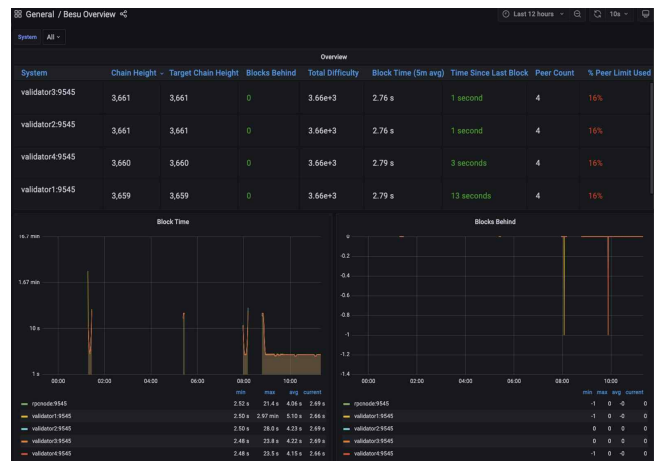 General / Besu Overview
Last 12 hours
10s
System All
Overview
System Chain Height Target Chain Height Blocks Behind Total Difficulty Block Time (5m avg) Time Since Last Block Peer Count % Peer Limit Used
validator3:9545 3,661 3,661 0 3.66e+3 2.76 s 1 second 4 16%
validator2:9545 3,661 3,661 0 3.66e+3 2.76 s 1 second 4 16%
validator4:9545 3,660 3,660 0 3.66e+3 2.79 s 3 seconds 4 16%
validator1:9545 3,659 3,659 0 3.66e+3 2.79 s 13 seconds 4 16%
Block Time
16.7 min
1.67 min
10 s
1 s
00:00 02:00 04:00 06:00 08:00 10:00
min max avg current
rpcnode:9545 2.52 s 21.4 s 4.06 s 2.69 s
validator1:9545 2.50 s 2.97 min 5.10 s 2.66 s
validator2:9545 2.50 s 28.0 s 4.23 s 2.69 s
validator3:9545 2.48 s 23.8 s 4.22 s 2.69 s
validator4:9545 2.48 s 23.5 s 4.15 s 2.66 s
Blocks Behind
0
-0.2
-0.4
-0.6
-0.8
-1
-1.2
-1.4
00:00 02:00 04:00 06:00 08:00 10:00
min max avg current
rpcnode:9545 -1 0 -0 0
validator1:9545 -1 0 -0 0
validator2:9545 0 0 0 0
validator3:9545 0 0 0 0
validator4:9545 -1 0 -0 0